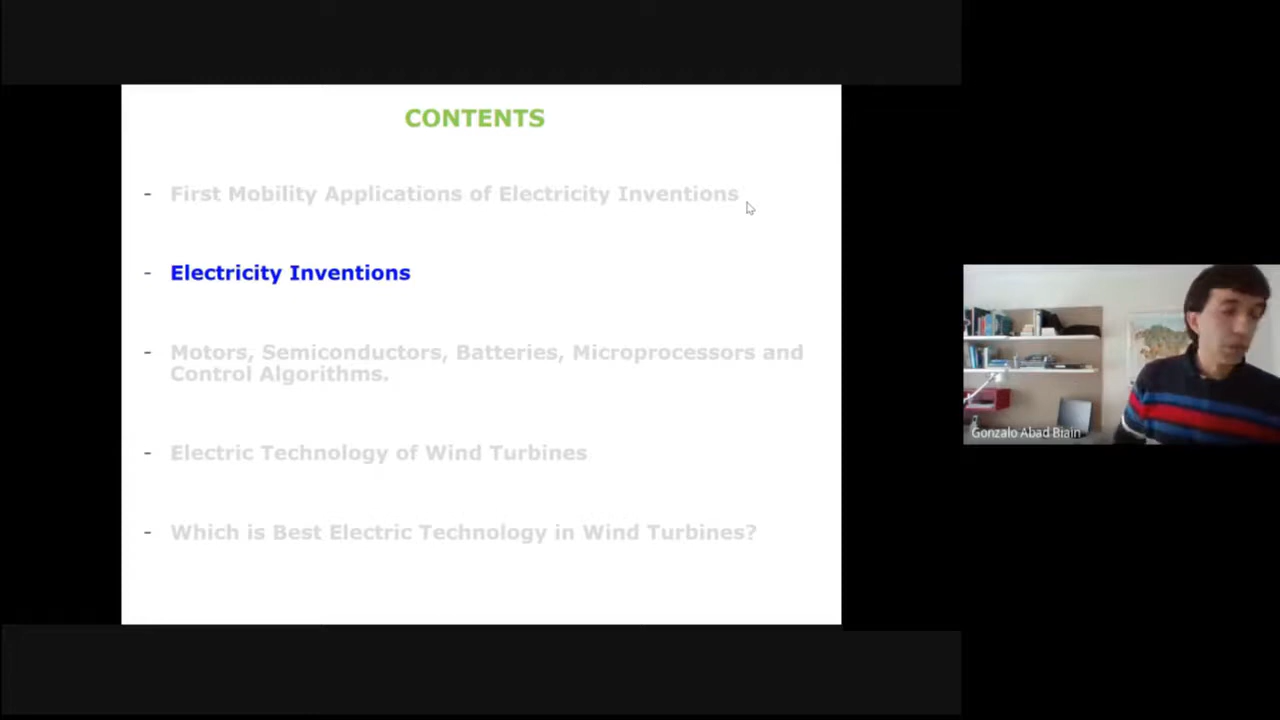 CONTENTS
- First Mobility Applications of Electricity Inventions
- Electricity Inventions
- Motors, Semiconductors, Batteries, Microprocessors and
Control Algorithms.
- Electric Technology of Wind Turbines
- Which is Best Electric Technology in Wind Turbines?
Gonzalo Abad Biain